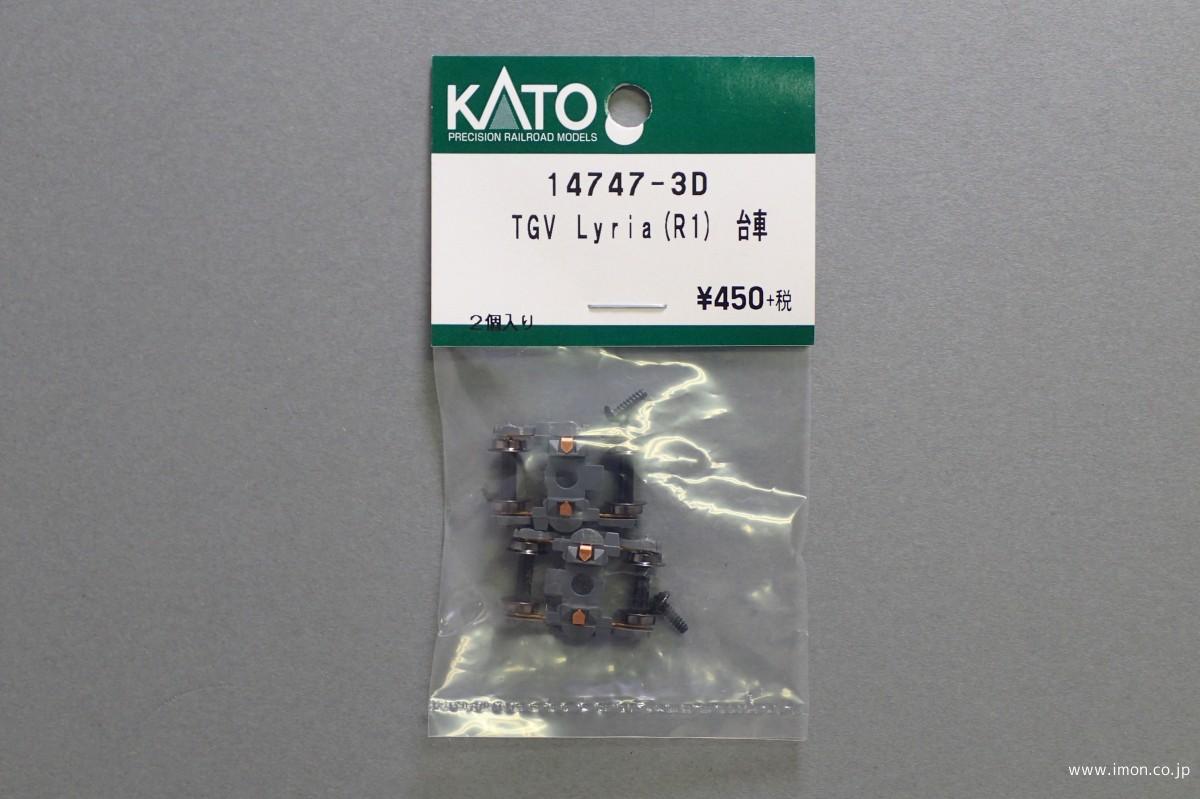 KATO
PRECISION RAILROAD MODELS
14747-3D
TGV Lyria(R1) 台車
¥450+税
2個入り
www.imon.co.jp